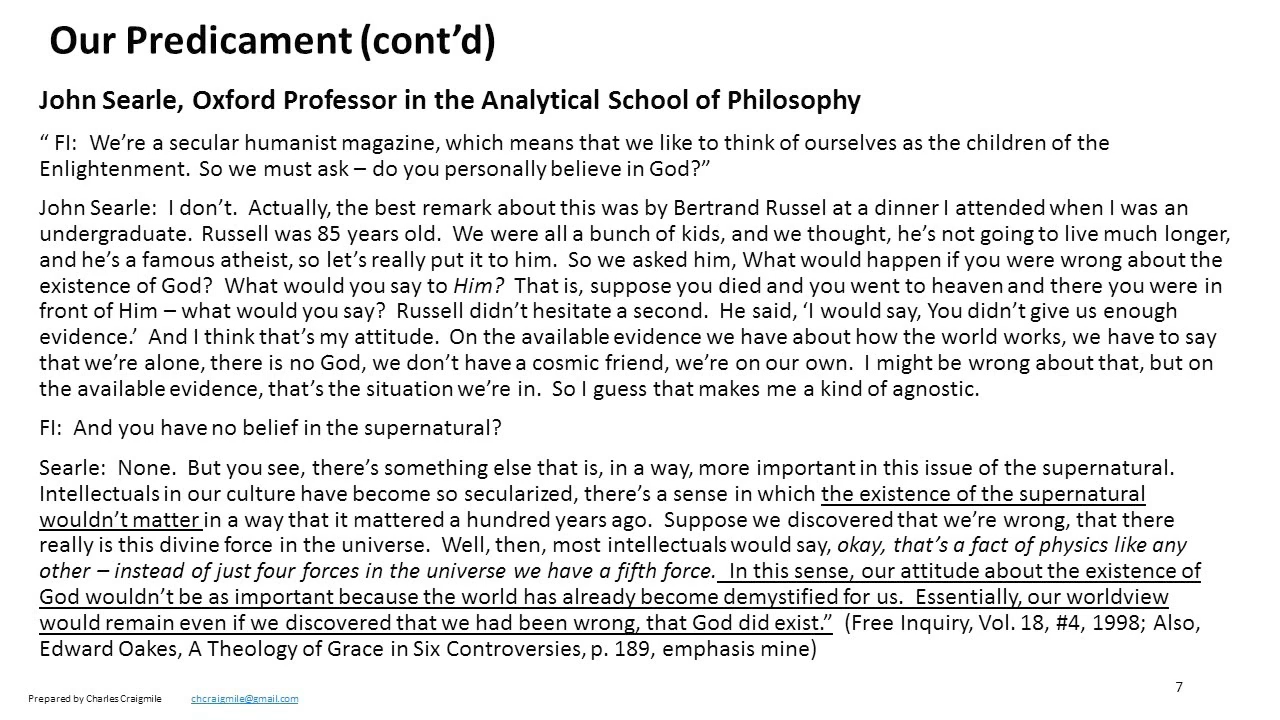 Our Predicament (cont’d)
John Searle, Oxford Professor in the Analytical School of Philosophy
“ FI:  We’re a secular humanist magazine, which means that we like to think of ourselves as the children of the
Enlightenment.  So we must ask – do you personally believe in God?”
John Searle:  I don’t.  Actually, the best remark about this was by Bertrand Russel at a dinner I attended when I was an
undergraduate. Russell was 85 years old.  We were all a bunch of kids, and we thought, he’s not going to live much longer,
and he’s a famous atheist, so let’s really put it to him.  So we asked him, What would happen if you were wrong about the
existence of God?  What would you say to Him?  That is, suppose you died and you went to heaven and there you were in
front of Him – what would you say?  Russell didn’t hesitate a second.  He said, ‘I would say, You didn’t give us enough
evidence.’  And I think that’s my attitude.  On the available evidence we have about how the world works, we have to say
that we’re alone, there is no God, we don’t have a cosmic friend, we’re on our own.  I might be wrong about that, but on
the available evidence, that’s the situation we’re in.  So I guess that makes me a kind of agnostic.
FI:  And you have no belief in the supernatural?
Searle:  None.  But you see, there’s something else that is, in a way, more important in this issue of the supernatural.
Intellectuals in our culture have become so secularized, there’s a sense in which the existence of the supernatural
wouldn’t matter in a way that it mattered a hundred years ago.  Suppose we discovered that we’re wrong, that there
really is this divine force in the universe.  Well, then, most intellectuals would say, okay, that’s a fact of physics like any
other – instead of just four forces in the universe we have a fifth force.  In this sense, our attitude about the existence of
God wouldn’t be as important because the world has already become demystified for us.  Essentially, our worldview
would remain even if we discovered that we had been wrong, that God did exist.”  (Free Inquiry, Vol. 18, #4, 1998; Also,
Edward Oakes, A Theology of Grace in Six Controversies, p. 189, emphasis mine)
Prepared by Charles Craigmile chcraigmile@gmail.com
7